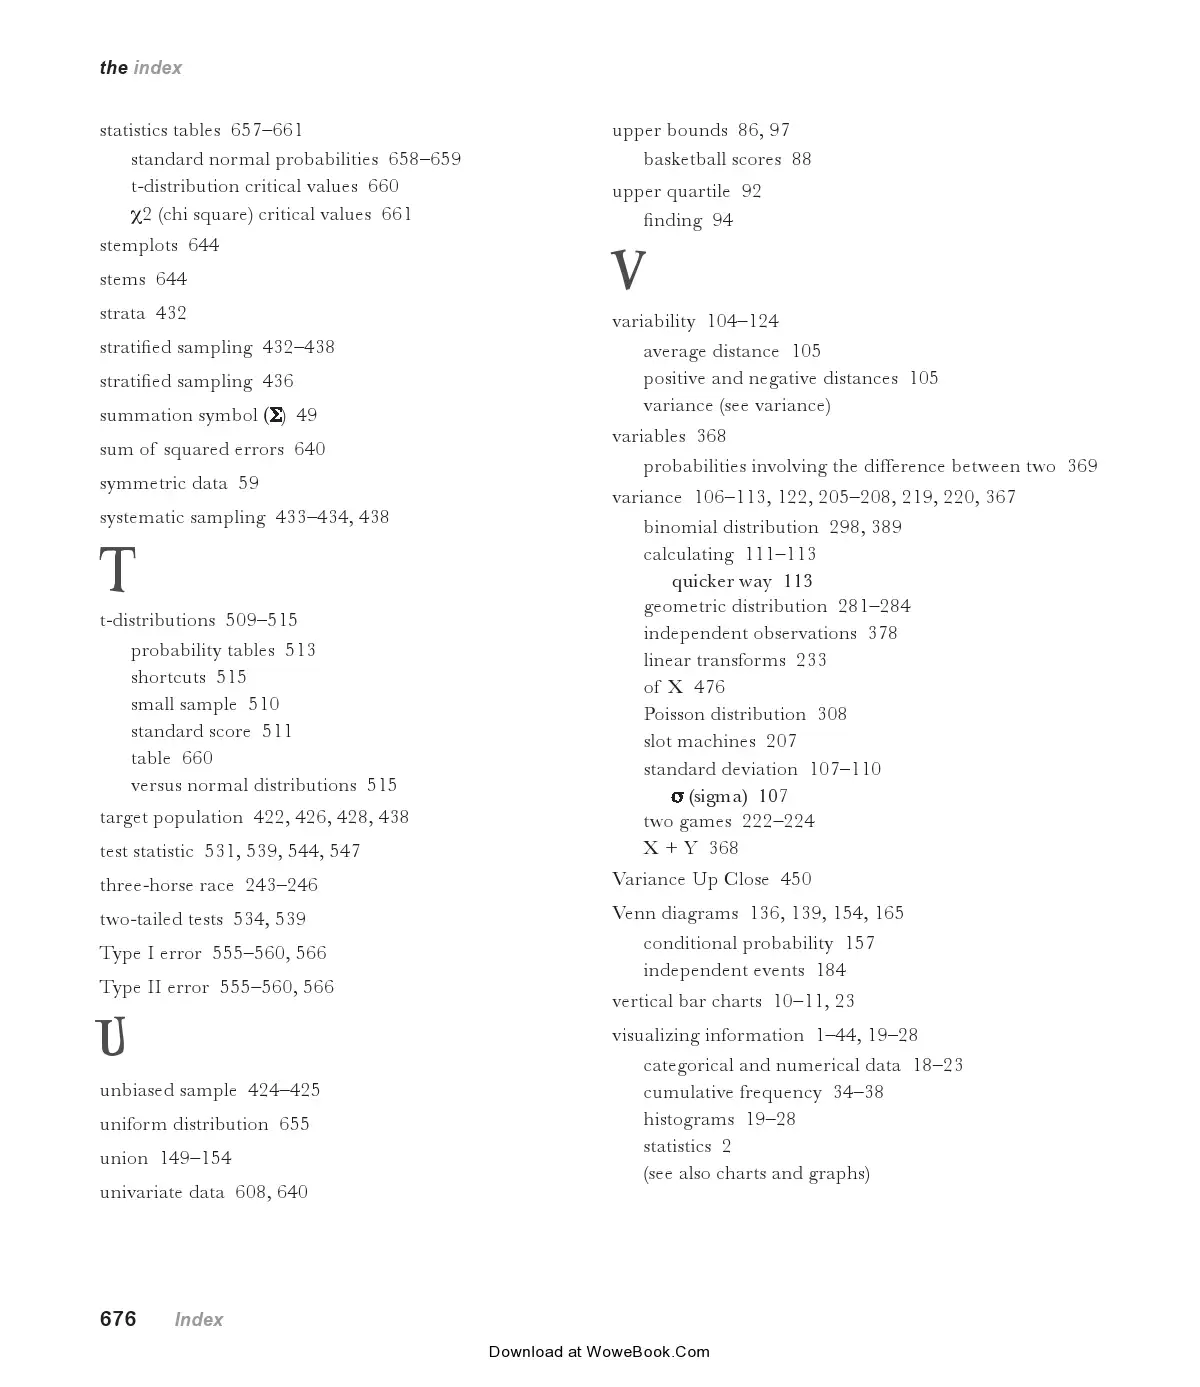 the index
statistics tables 657–661
standard normal probabilities 658–659
t-distribution critical values 660
χ2 (chi square) critical values 661
stemplots 644
stems 644
strata 432
stratified sampling 432–438
stratified sampling 436
summation symbol (Σ) 49
sum of squared errors 640
symmetric data 59
systematic sampling 433–434, 438
T
t-distributions 509–515
probability tables 513
shortcuts 515
small sample 510
standard score 511
table 660
versus normal distributions 515
target population 422, 426, 428, 438
test statistic 531, 539, 544, 547
three-horse race 243–246
two-tailed tests 534, 539
Type I error 555–560, 566
Type II error 555–560, 566
U
unbiased sample 424–425
uniform distribution 655
union 149–154
univariate data 608, 640
upper bounds 86, 97
basketball scores 88
upper quartile 92
finding 94
V
variability 104–124
average distance 105
positive and negative distances 105
variance (see variance)
variables 368
probabilities involving the difference between two 369
variance 106–113, 122, 205–208, 219, 220, 367
binomial distribution 298, 389
calculating 111–113
quicker way 113
geometric distribution 281–284
independent observations 378
linear transforms 233
of X 476
Poisson distribution 308
slot machines 207
standard deviation 107–110
σ (sigma) 107
two games 222–224
X + Y 368
Variance Up Close 450
Venn diagrams 136, 139, 154, 165
conditional probability 157
independent events 184
vertical bar charts 10–11, 23
visualizing information 1–44, 19–28
categorical and numerical data 18–23
cumulative frequency 34–38
histograms 19–28
statistics 2
(see also charts and graphs)
676 Index
Download at WoweBook.Com